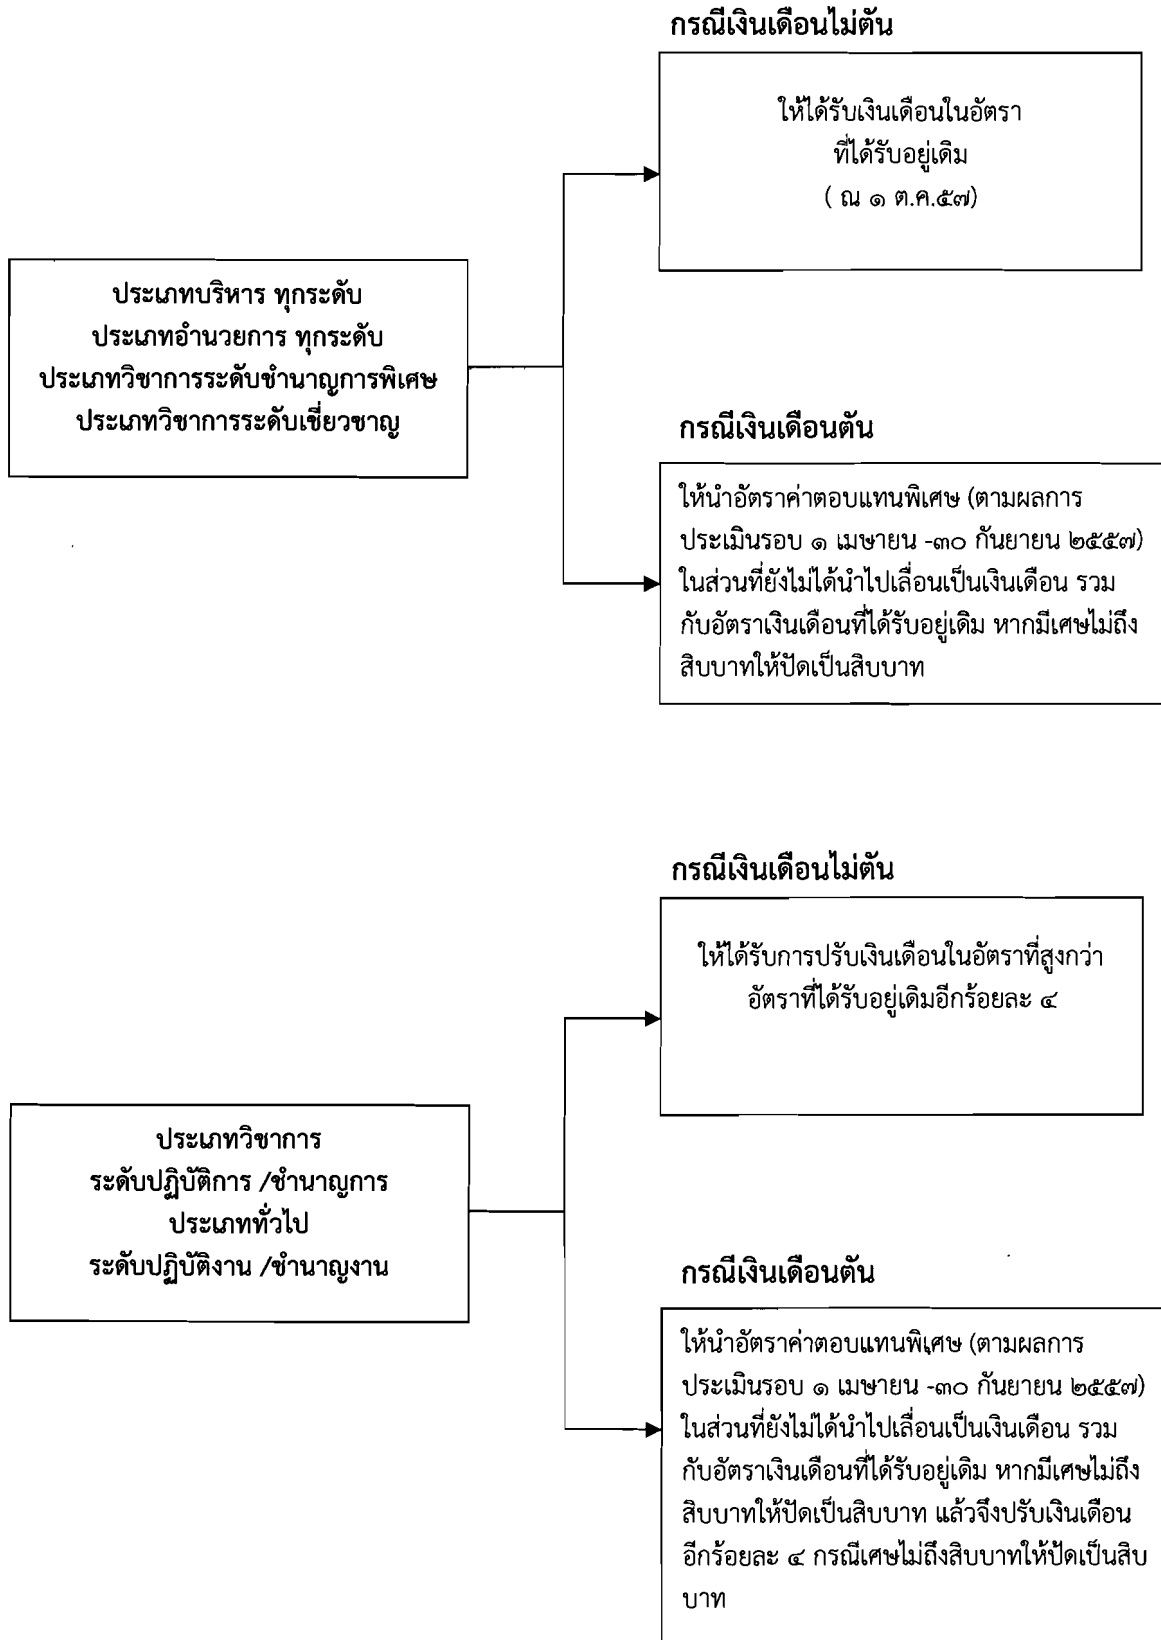 กรณีเงินเดือนไม่ตัน
ให้ได้รับเงินเดือนในอัตรา
ที่ได้รับอยู่เดิม
( ณ ๑ ต.ค.๕๗)
ประเภทบริหาร ทุกระดับ
ประเภทอำนวยการ ทุกระดับ
ประเภทวิชาการระดับชำนาญการพิเศษ
ประเภทวิชาการระดับเชี่ยวชาญ
กรณีเงินเดือนตัน
ให้นำอัตราค่าตอบแทนพิเศษ (ตามผลการ
ประเมินรอบ ๑ เมษายน -๓๐ กันยายน ๒๕๕๗)
ในส่วนที่ยังไม่ได้นำไปเลื่อนเป็นเงินเดือน รวม
กับอัตราเงินเดือนที่ได้รับอยู่เดิม หากมีเศษไม่ถึง
สิบบาทให้ปัดเป็นสิบบาท
กรณีเงินเดือนไม่ตัน
ให้ได้รับการปรับเงินเดือนในอัตราที่สูงกว่า
อัตราที่ได้รับอยู่เดิมอีกร้อยละ ๔
ประเภทวิชาการ
ระดับปฏิบัติการ /ชำนาญการ
ประเภททั่วไป
ระดับปฏิบัติงาน /ชำนาญงาน
กรณีเงินเดือนตัน
ให้นำอัตราค่าตอบแทนพิเศษ (ตามผลการ
ประเมินรอบ ๑ เมษายน -๓๐ กันยายน ๒๕๕๗)
ในส่วนที่ยังไม่ได้นำไปเลื่อนเป็นเงินเดือน รวม
กับอัตราเงินเดือนที่ได้รับอยู่เดิม หากมีเศษไม่ถึง
สิบบาทให้ปัดเป็นสิบบาท แล้วจึงปรับเงินเดือน
อีกร้อยละ ๔ กรณีเศษไม่ถึงสิบบาทให้ปัดเป็นสิบ
บาท